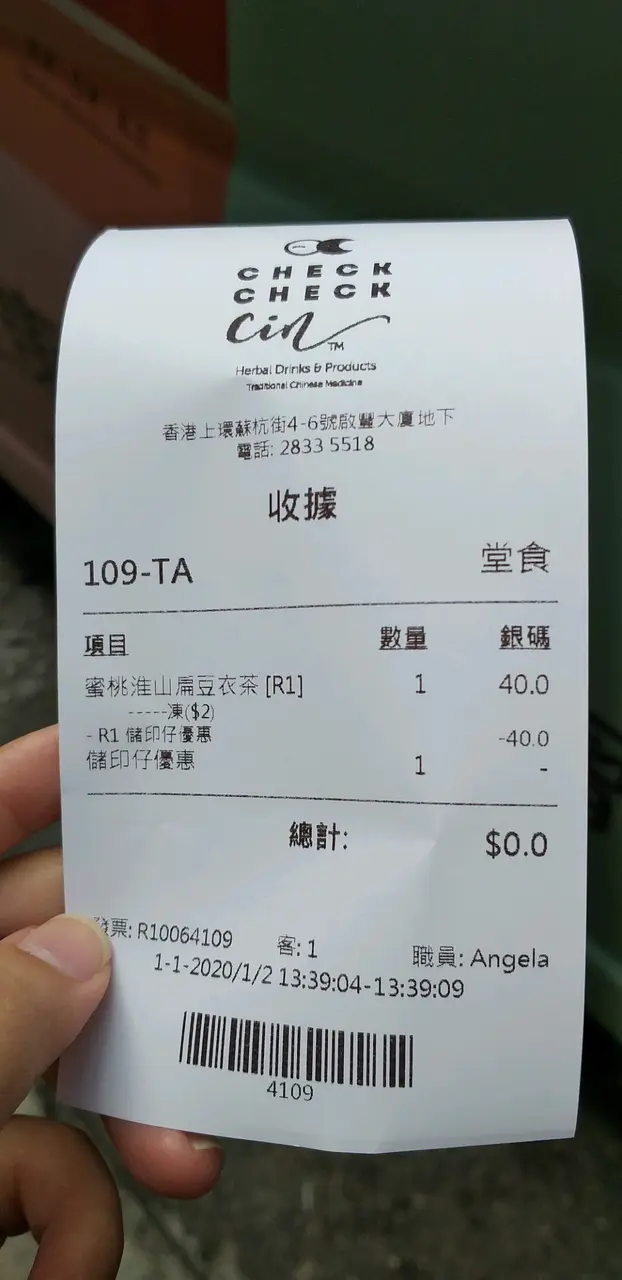 CHECK
CHECK
Cin TM
Herbal Drinks & Products
Traditional Chinese Medicine
香港上環蘇杭街4-6號啟豐大廈地下
電話: 2833 5518
收據
109-TA 堂食
項目 數量 銀碼
蜜桃淮山扁豆衣茶 [R1] 1 40.0
-----凍($2)
- R1 儲印仔優惠 -40.0
儲印仔優惠 1 -
總計: $0.0
發票: R10064109 客: 1 職員: Angela
1-1-2020/1/2 13:39:04-13:39:09
4109